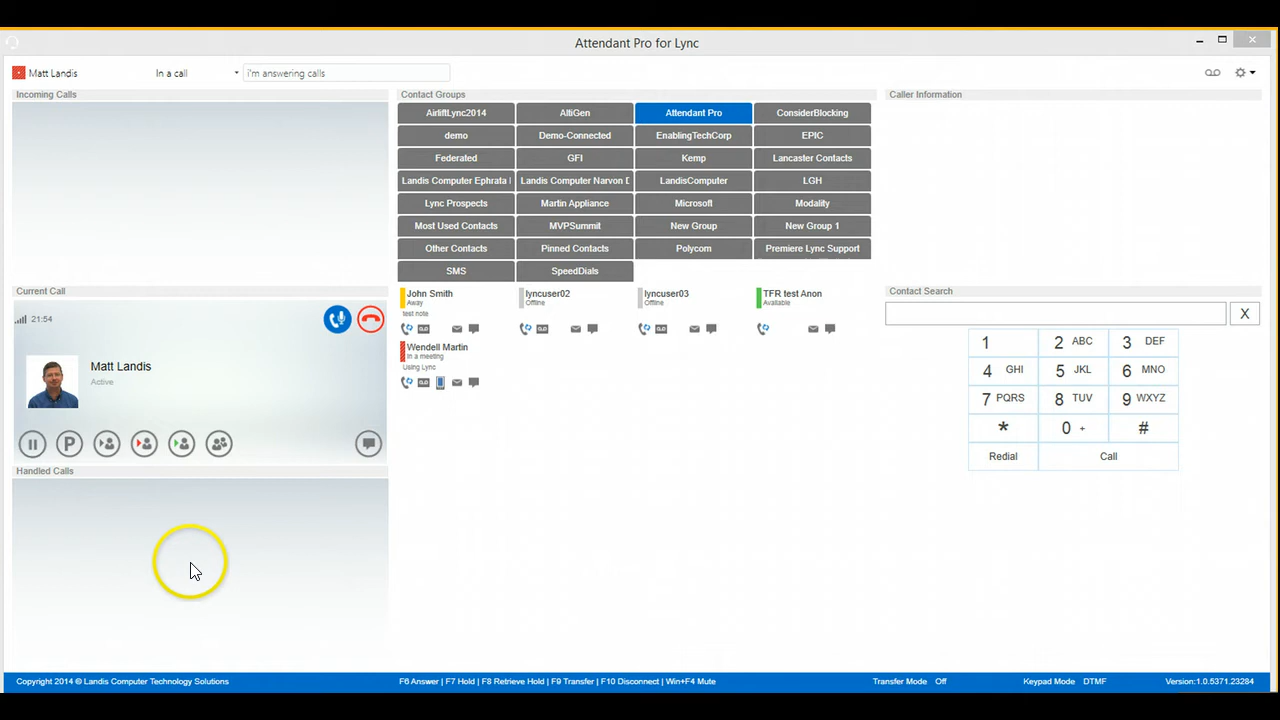 Attendant Pro for Lync
Matt Landis
In a call
i'm answering calls
Incoming Calls
Contact Groups
Caller Information
AirliftLync2014
AltiGen
Attendant Pro
ConsiderBlocking
demo
Demo-Connected
EnablingTechCorp
EPIC
Federated
GFI
Kemp
Lancaster Contacts
Landis Computer Ephrata
Landis Computer Narvon D
LandisComputer
LGH
Lync Prospects
Martin Appliance
Microsoft
Modality
Most Used Contacts
MVPSummit
New Group
New Group 1
Other Contacts
Pinned Contacts
Polycom
Premiere Lync Support
SMS
SpeedDials
Current Call
21:54
Matt Landis
Active
P
Handled Calls
John Smith
Away
test note
lyncuser02
Offline
lyncuser03
Offline
TFR test Anon
Available
Wendell Martin
In a meeting
Using Lync
Contact Search
X
1
2 ABC
3 DEF
4 GHI
5 JKL
6 MNO
7 PQRS
8 TUV
9 WXYZ
*
0 +
#
Redial
Call
Copyright 2014 © Landis Computer Technology Solutions
F6 Answer | F7 Hold | F8 Retrieve Hold | F9 Transfer | F10 Disconnect | Win+F4 Mute
Transfer Mode Off
Keypad Mode DTMF
Version:1.0.5371.23284